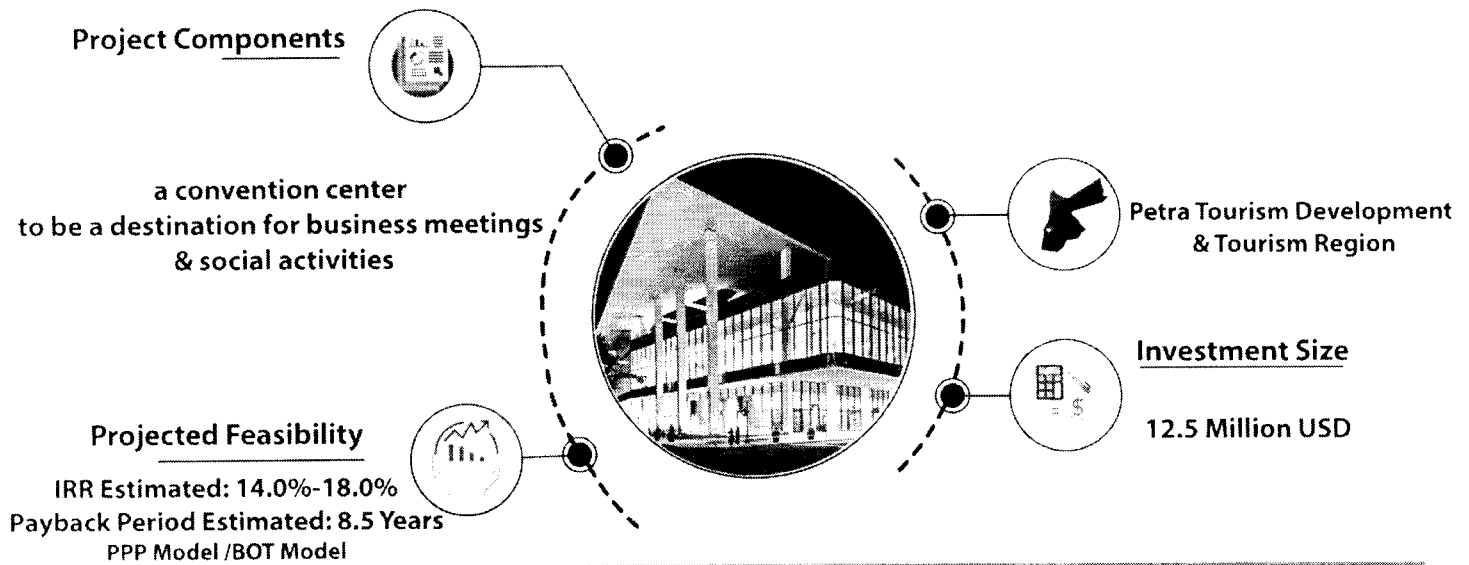 Project Components
a convention center
to be a destination for business meetings
& social activities
Petra Tourism Development
& Tourism Region
Investment Size
12.5 Million USD
Projected Feasibility
IRR Estimated: 14.0%-18.0%
Payback Period Estimated: 8.5 Years
PPP Model /BOT Model